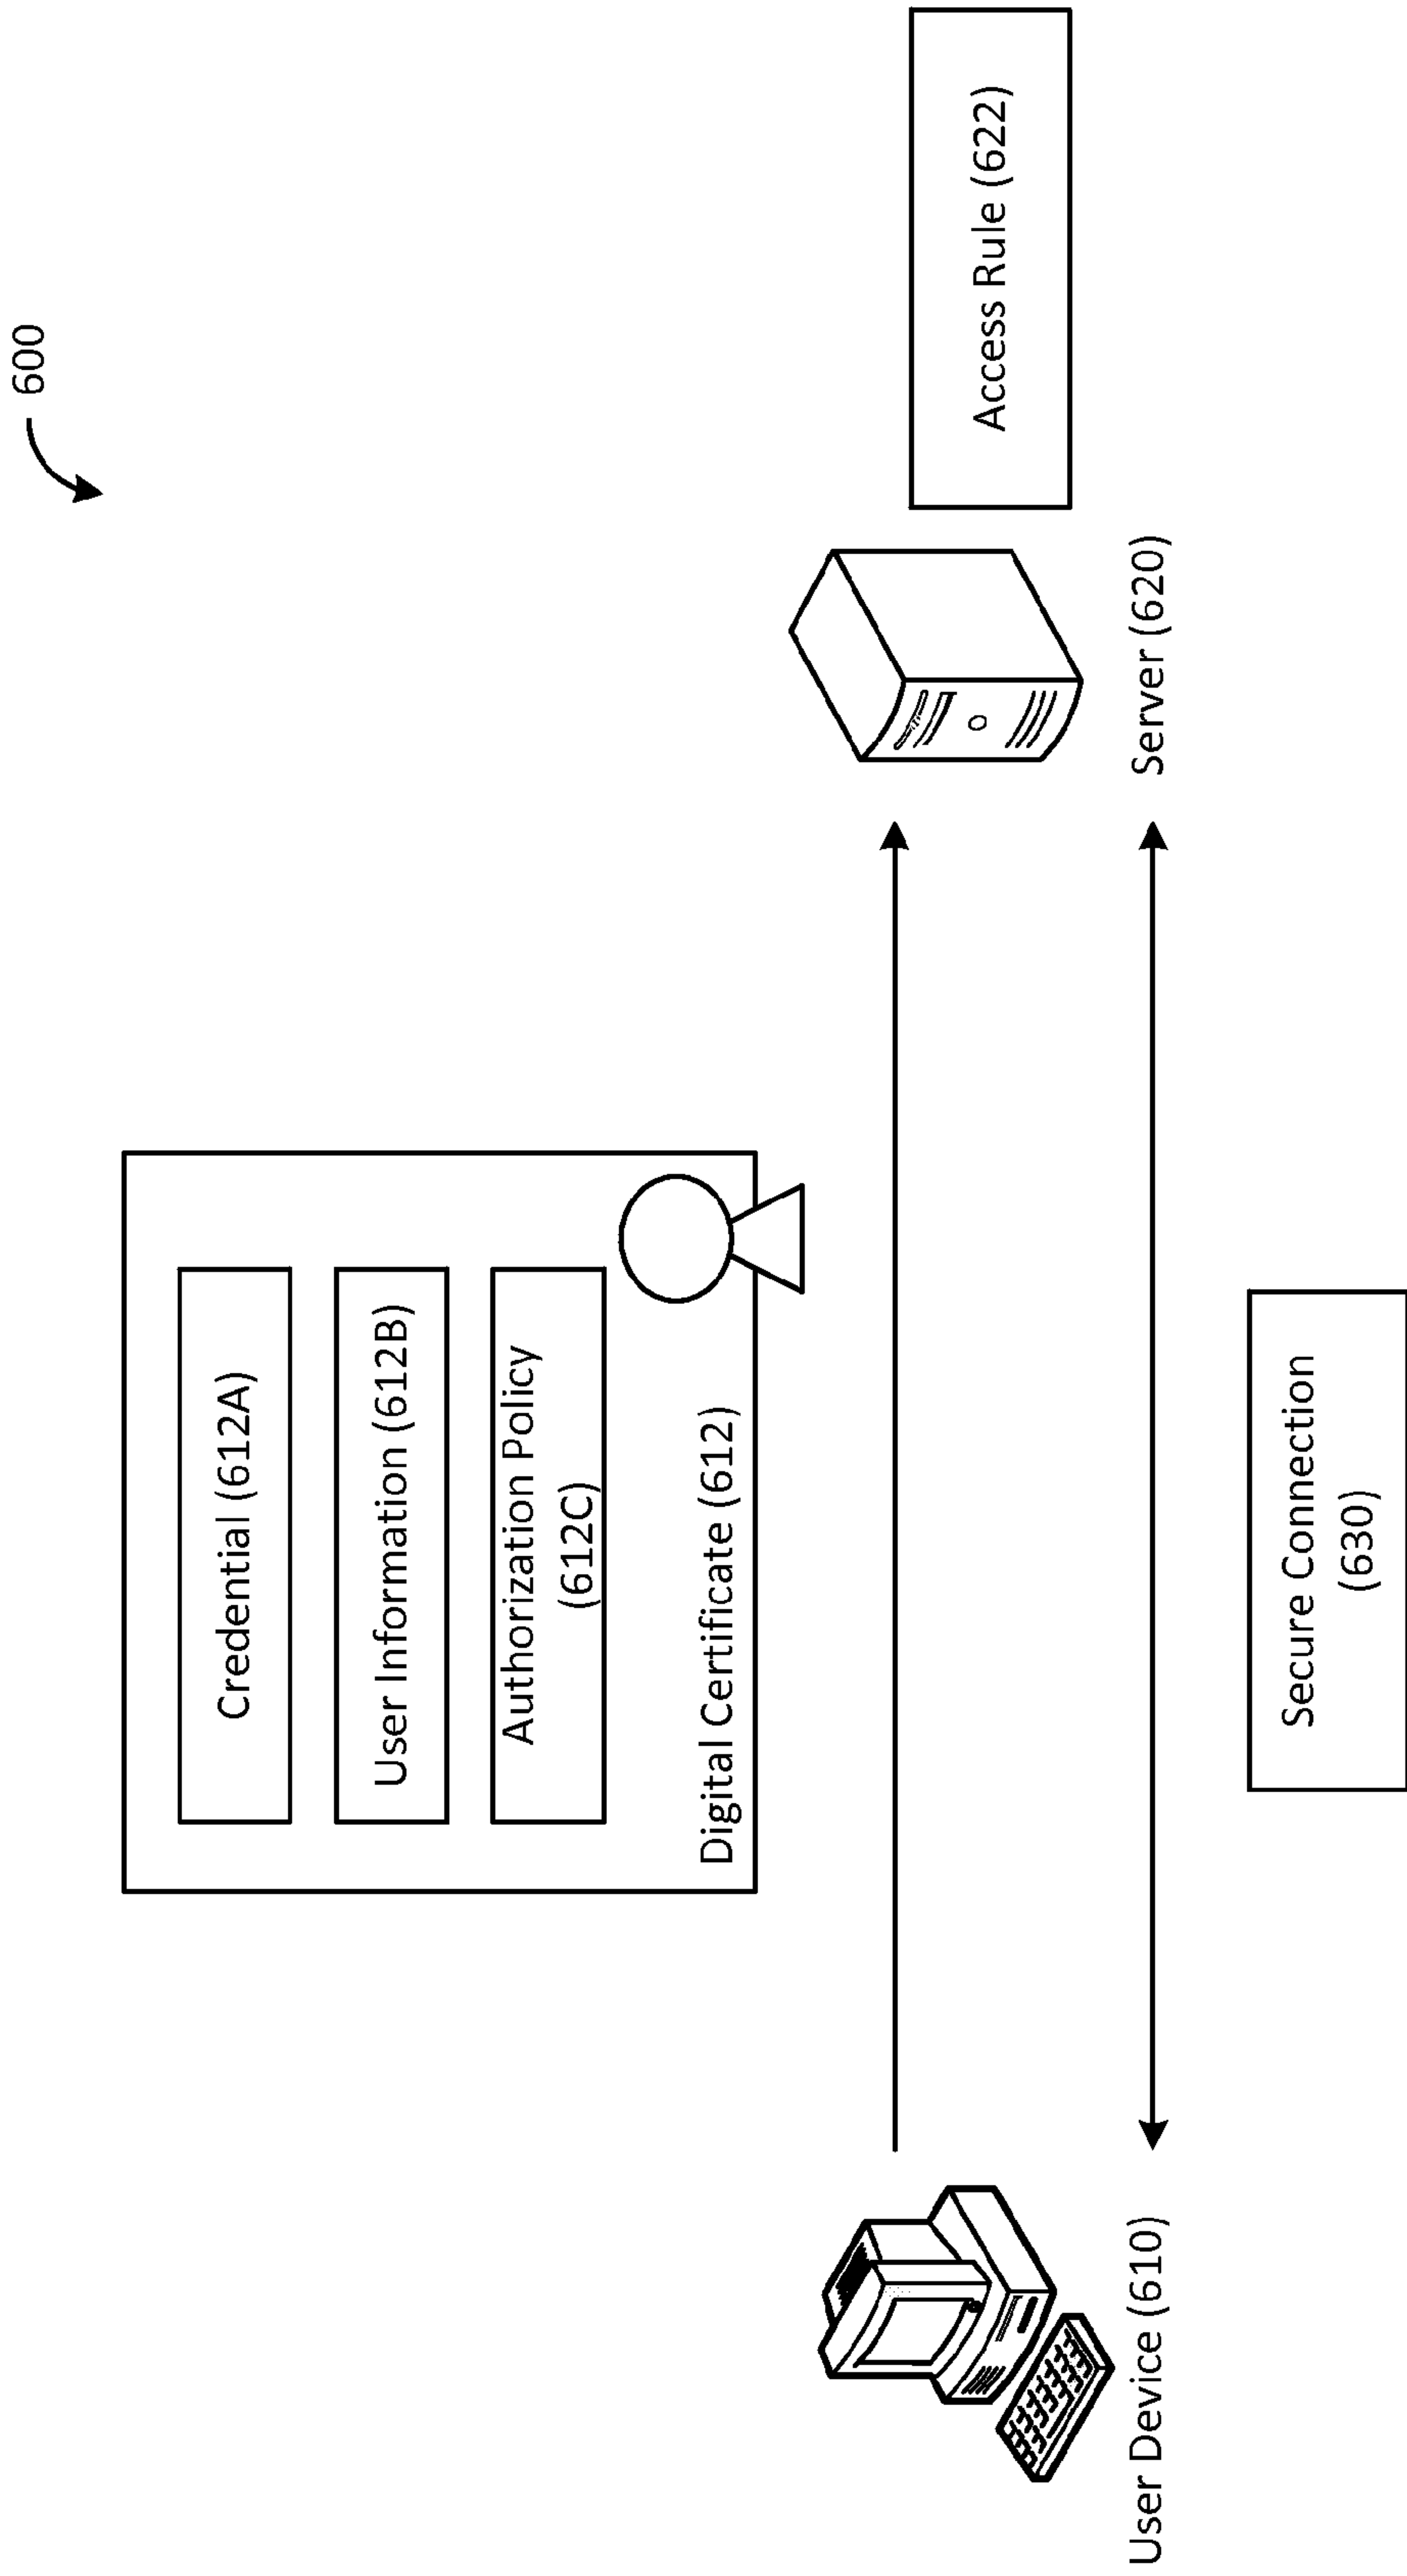 600
Credential (612A)
User Information (612B)
Authorization Policy
(612C)
Digital Certificate (612)
Access Rule (622)
User Device (610)
Server (620)
Secure Connection
(630)